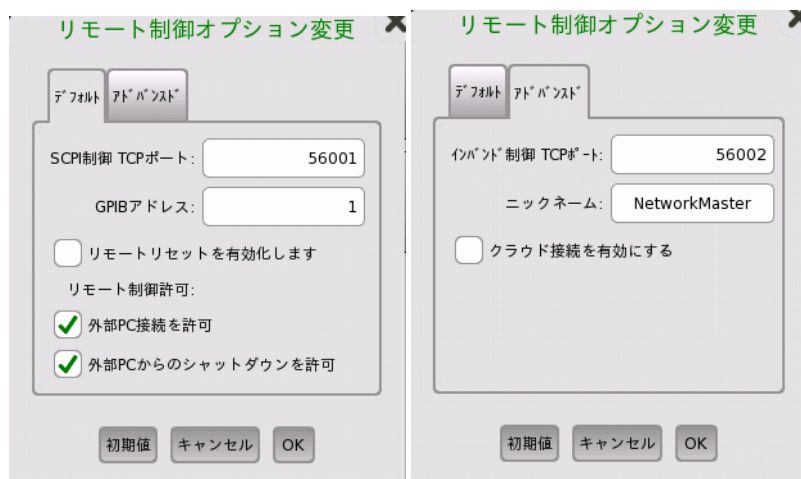 リモート制御オプション変更
ﾃﾞﾌｫﾙﾄ ｱﾄﾞﾊﾞﾝｽﾄﾞ
SCPI制御 TCPポート: 56001
GPIBアドレス: 1
リモートリセットを有効化します
リモート制御許可:
外部PC接続を許可
外部PCからのシャットダウンを許可
初期値 キャンセル OK
リモート制御オプション変更
ﾃﾞﾌｫﾙﾄ ｱﾄﾞﾊﾞﾝｽﾄﾞ
ｲﾝﾊﾞﾝﾄﾞ制御 TCPﾎﾟｰﾄ: 56002
ニックネーム: NetworkMaster
クラウド接続を有効にする
初期値 キャンセル OK